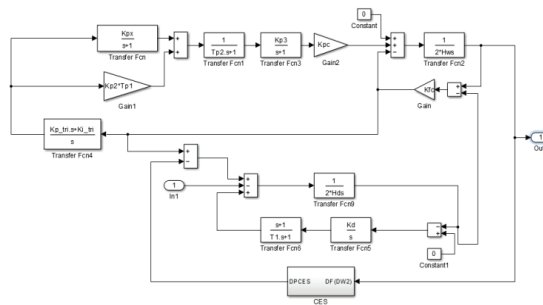 0
Constant
Kpx
s+1
Transfer Fcn
1
Tp2.s+1
Transfer Fcn1
Kp3
s+1
Transfer Fcn3
Kpc
Gain2
1
2*Hws
Transfer Fcn2
Kp2*Tp1
Gain1
Kfc
Gain
Kp_tri.s+Ki_tri
s
Transfer Fcn4
1
Out
1
In1
1
2*Hds
Transfer Fcn9
s+1
T1.s+1
Transfer Fcn6
Kd
s
Transfer Fcn5
0
Constant1
DPCES
DF(DW2)
CES